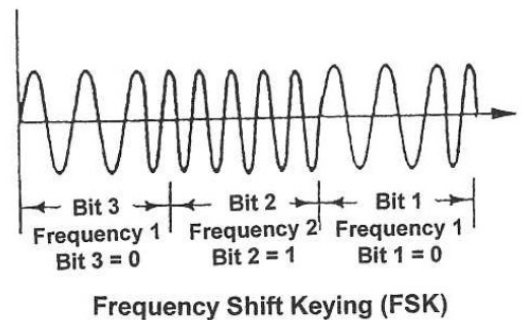 Bit 3 Bit 2 Bit 1
Frequency 1 Frequency 2 Frequency 1
Bit 3 = 0 Bit 2 = 1 Bit 1 = 0
Frequency Shift Keying (FSK)